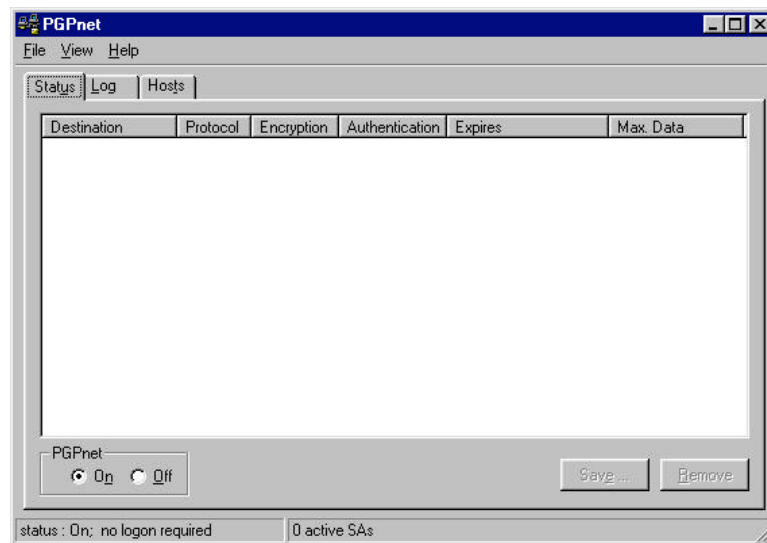 PGPnet
File View Help
Status Log Hosts
Destination Protocol Encryption Authentication Expires Max. Data
PGPnet
On Off
Save ... Remove
status : On; no logon required 0 active SAs